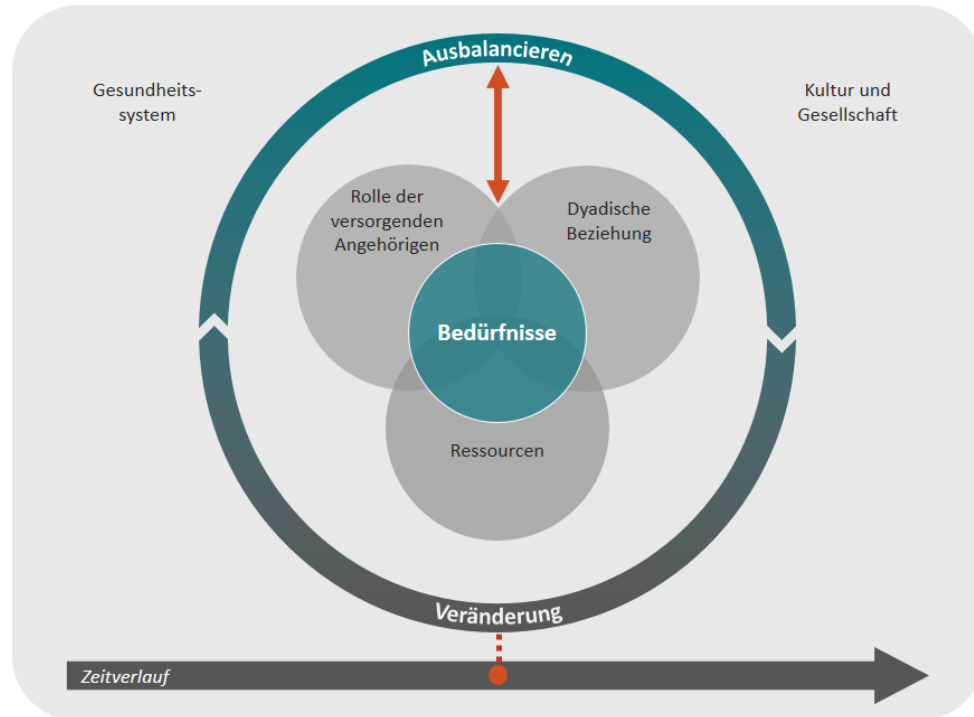 Ausbalancieren
Gesundheits-
system
Kultur und
Gesellschaft
Rolle der
versorgenden
Angehörigen
Dyadische
Beziehung
Bedürfnisse
Ressourcen
Veränderung
Zeitverlauf